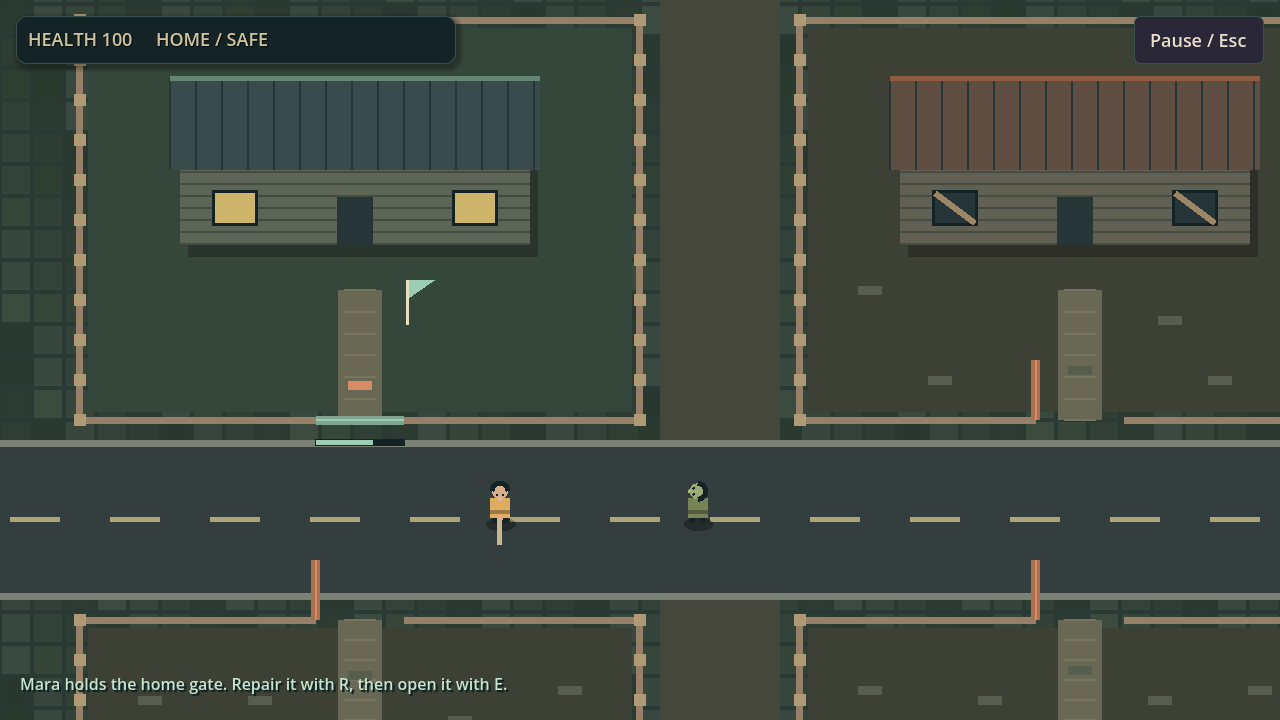 HEALTH 100 HOME / SAFE
Pause / Esc
Mara holds the home gate. Repair it with R, then open it with E.